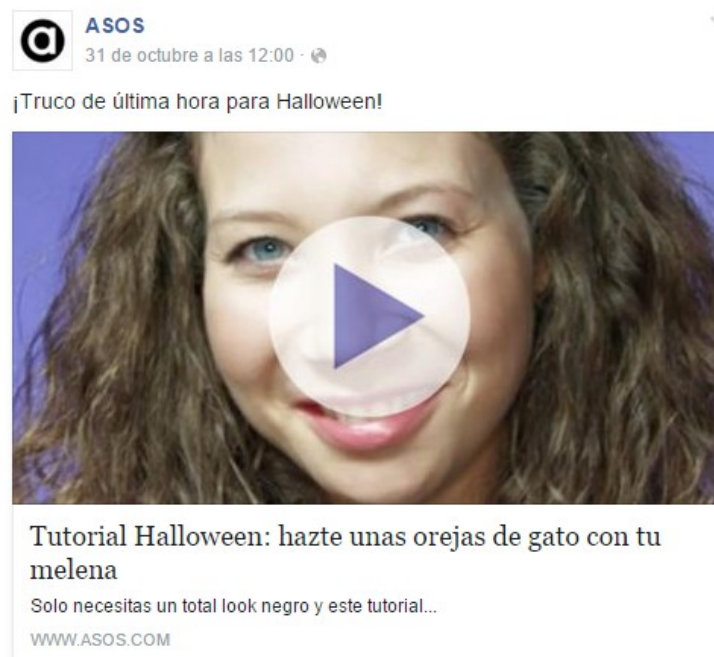 ASOS
31 de octubre a las 12:00 ·
¡Truco de última hora para Halloween!
Tutorial Halloween: hazte unas orejas de gato con tu
melena
Solo necesitas un total look negro y este tutorial...
WWW.ASOS.COM